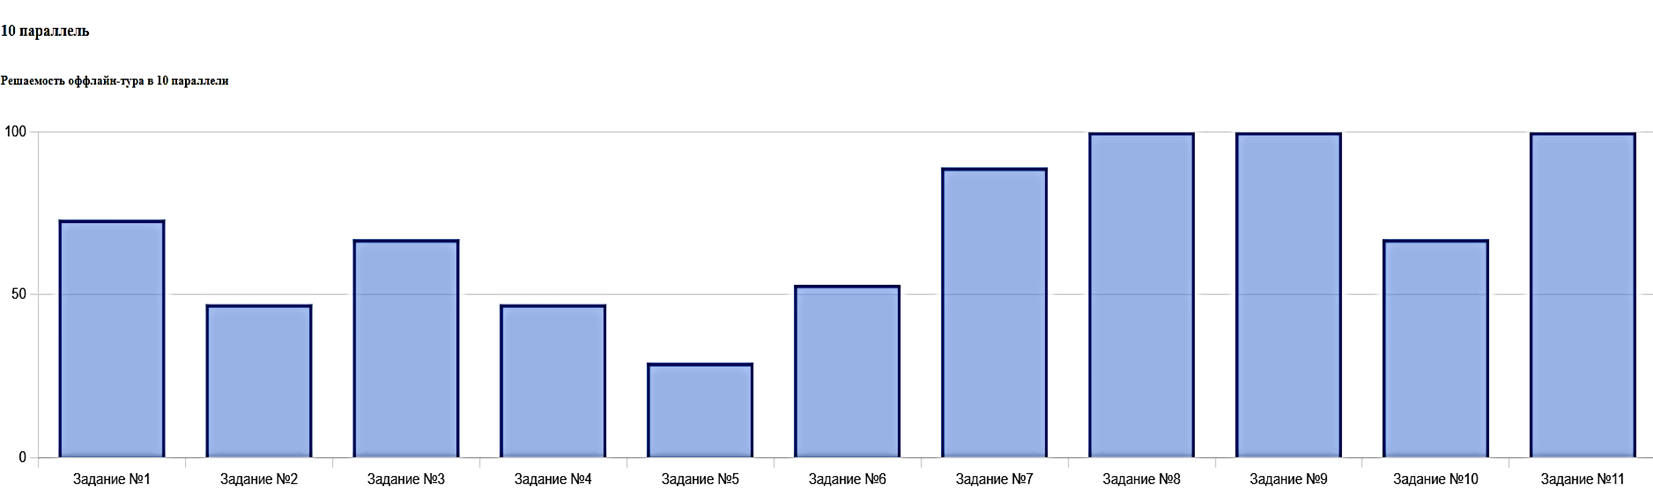 10 параллель
Решаемость оффлайн-тура в 10 параллели
100
50
0
Задание №1 Задание №2 Задание №3 Задание №4 Задание №5 Задание №6 Задание №7 Задание №8 Задание №9 Задание №10 Задание №11